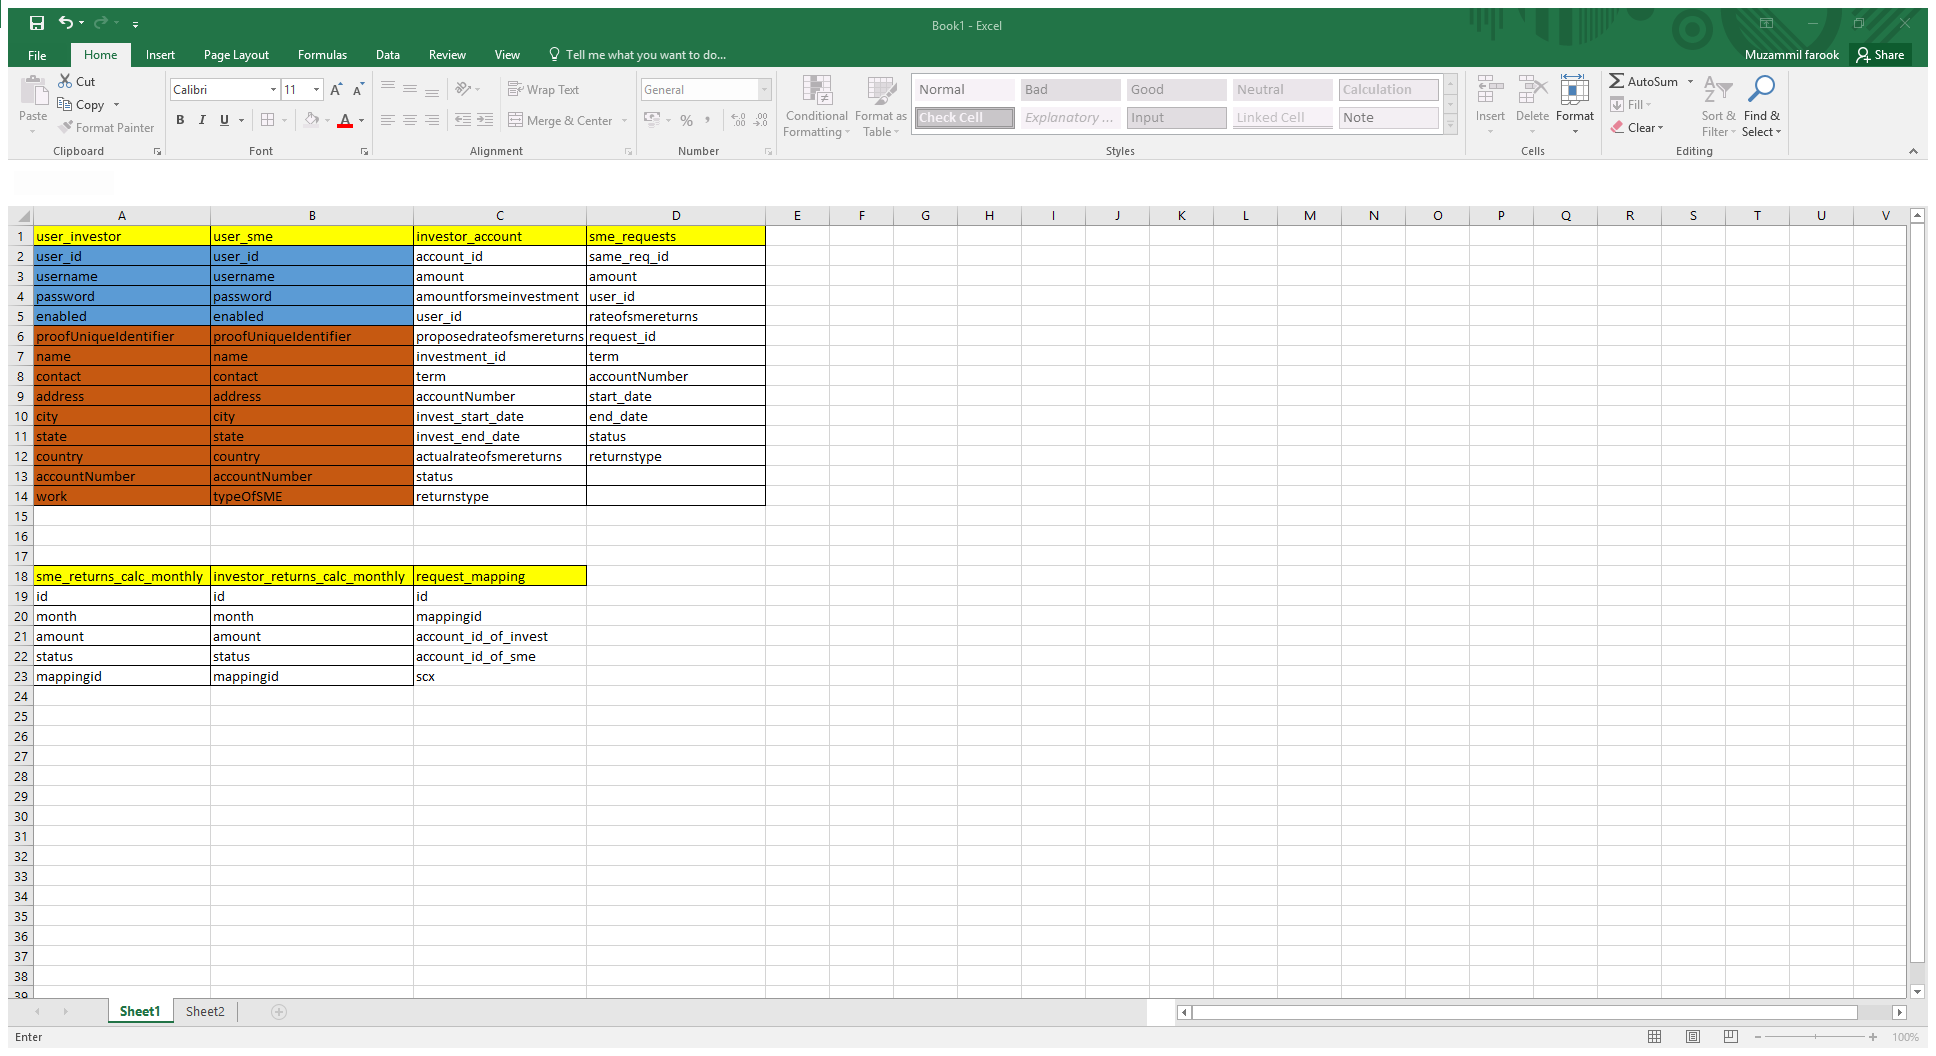 Book1 - Excel
File Home Insert Page Layout Formulas Data Review View Tell me what you want to do... Muzammil farook Share
Paste Cut Copy Format Painter Clipboard
Calibri 11 A A B I U A Font
Wrap Text Merge & Center Alignment
General % , .00 Number
Conditional Formatting Format as Table Normal Bad Good Neutral Calculation
Check Cell Explanatory ... Input Linked Cell Note Styles
Insert Delete Format Cells
AutoSum Fill Clear Sort & Filter Find & Select Editing
A B C D E F G H I J K L M N O P Q R S T U V
1 user_investor user_sme investor_account sme_requests
2 user_id user_id account_id same_req_id
3 username username amount amount
4 password password amountforsmeinvestment user_id
5 enabled enabled user_id rateofsmereturns
6 proofUniqueIdentifier proofUniqueIdentifier proposedrateofsmereturns request_id
7 name name investment_id term
8 contact contact term accountNumber
9 address address accountNumber start_date
10 city city invest_start_date end_date
11 state state invest_end_date status
12 country country actualrateofsmereturns returnstype
13 accountNumber accountNumber status
14 work typeOfSME returnstype
15
16
17
18 sme_returns_calc_monthly investor_returns_calc_monthly request_mapping
19 id id id
20 month month mappingid
21 amount amount account_id_of_invest
22 status status account_id_of_sme
23 mappingid mappingid scx
24
25
26
27
28
29
30
31
32
33
34
35
36
37
38
39
Sheet1 Sheet2
Enter 100%